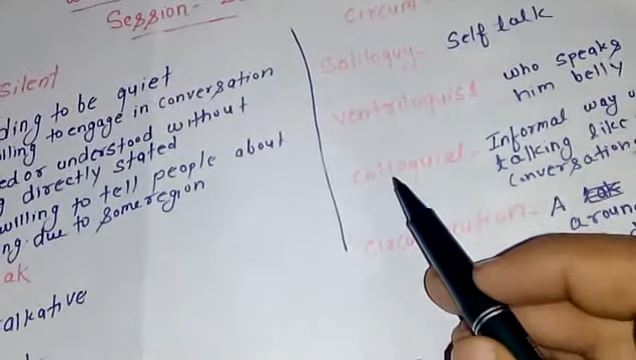 Session-
silent
ding to be quiet
ling to engage in conversation
ed or understood without
g directly stated
willing to tell people about
ng. due to some region
ak
alkative
circum
Soliloquy - Self talk
ventriloquist who speaks
him belly
colloquial - Informal way
talking like
conversation
A
around